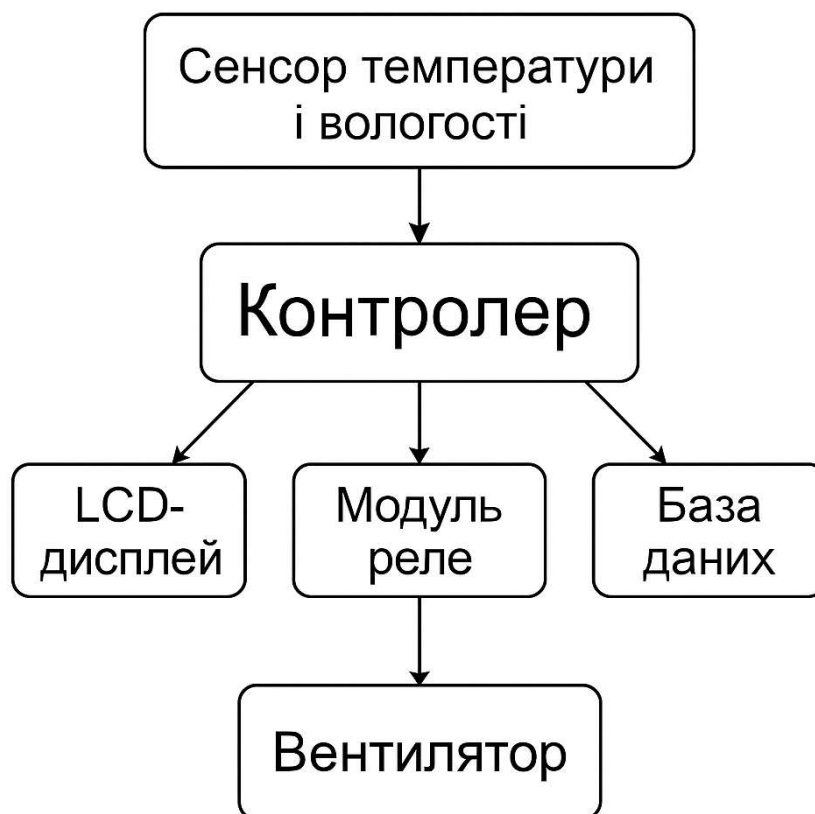 Сенсор температури
і вологості
Контролер
LCD-
дисплей
Модуль
реле
База
даних
Вентилятор